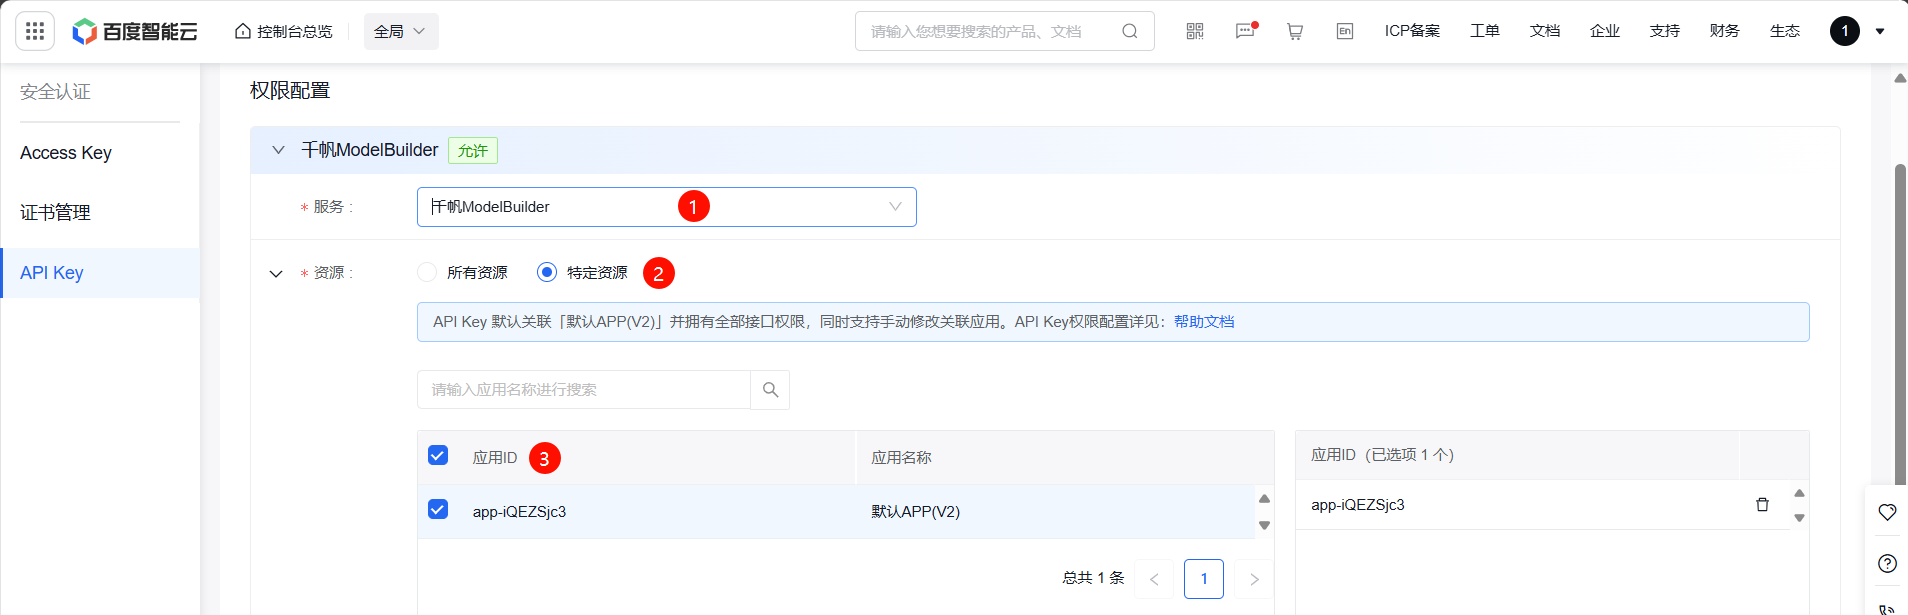 百度智能云 控制台总览 全局 请输入您想要搜索的产品、文档 En ICP备案 工单 文档 企业 支持 财务 生态 1
安全认证
Access Key
证书管理
API Key
权限配置
千帆ModelBuilder 允许
* 服务 : 千帆ModelBuilder 1
* 资源 : 所有资源 特定资源 2
API Key 默认关联「默认APP(V2)」并拥有全部接口权限，同时支持手动修改关联应用。API Key权限配置详见：帮助文档
请输入应用名称进行搜索
应用ID 3 应用名称
app-iQEZSjc3 默认APP(V2)
总共 1 条 < 1 >
应用ID（已选项 1 个）
app-iQEZSjc3